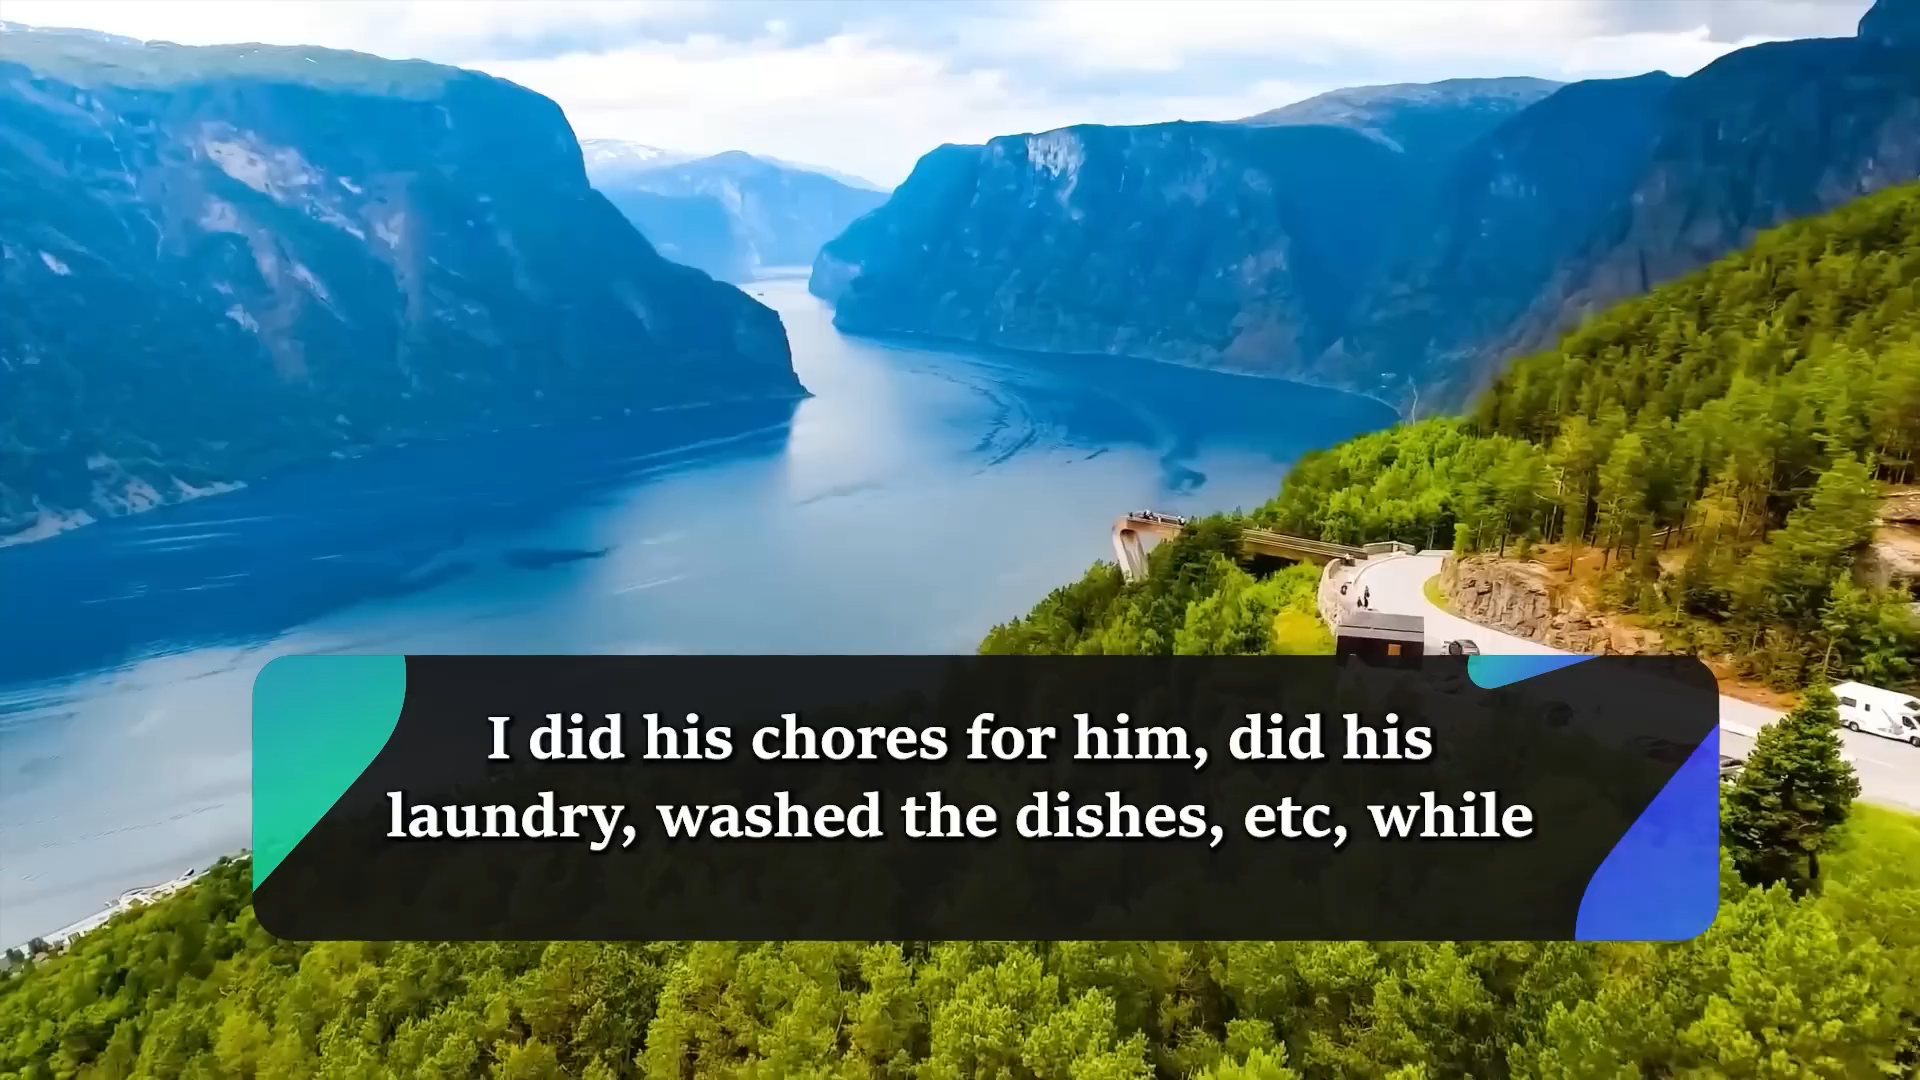 I did his chores for him, did his
laundry, washed the dishes, etc, while